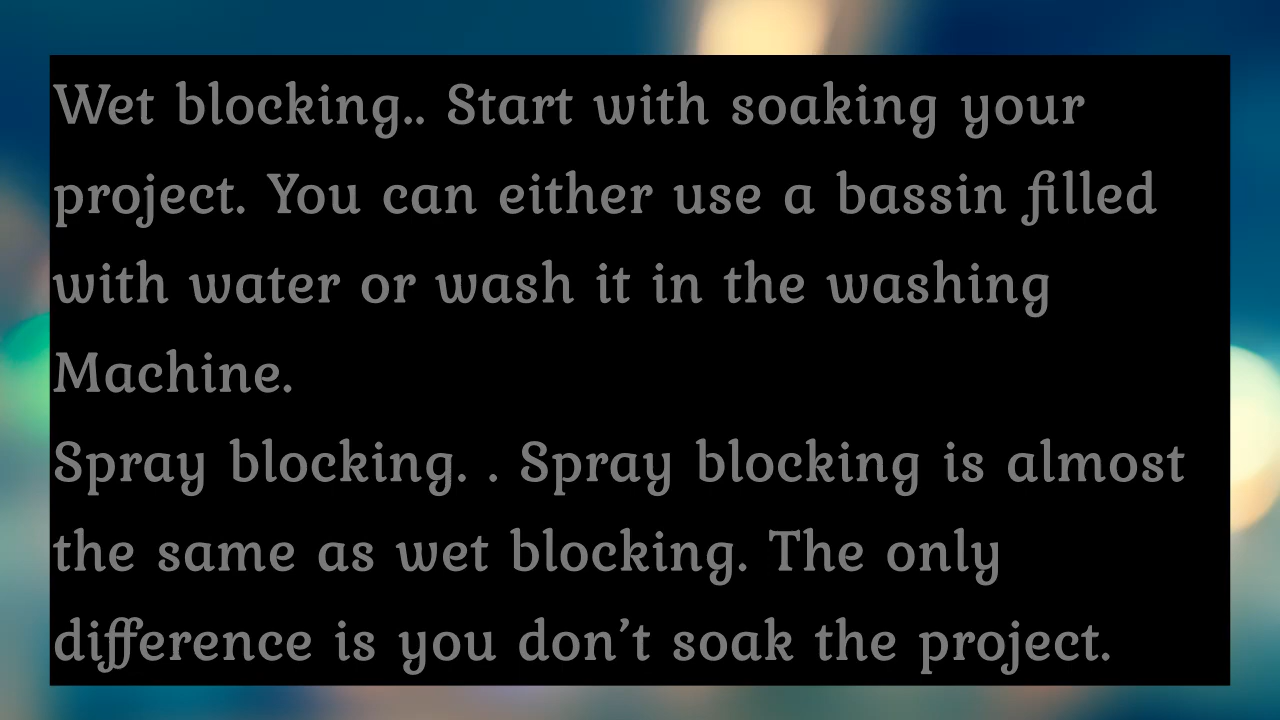 Wet blocking.. Start with soaking your
project. You can either use a bassin filled
with water or wash it in the washing
Machine.
Spray blocking. . Spray blocking is almost
the same as wet blocking. The only
difference is you don’t soak the project.